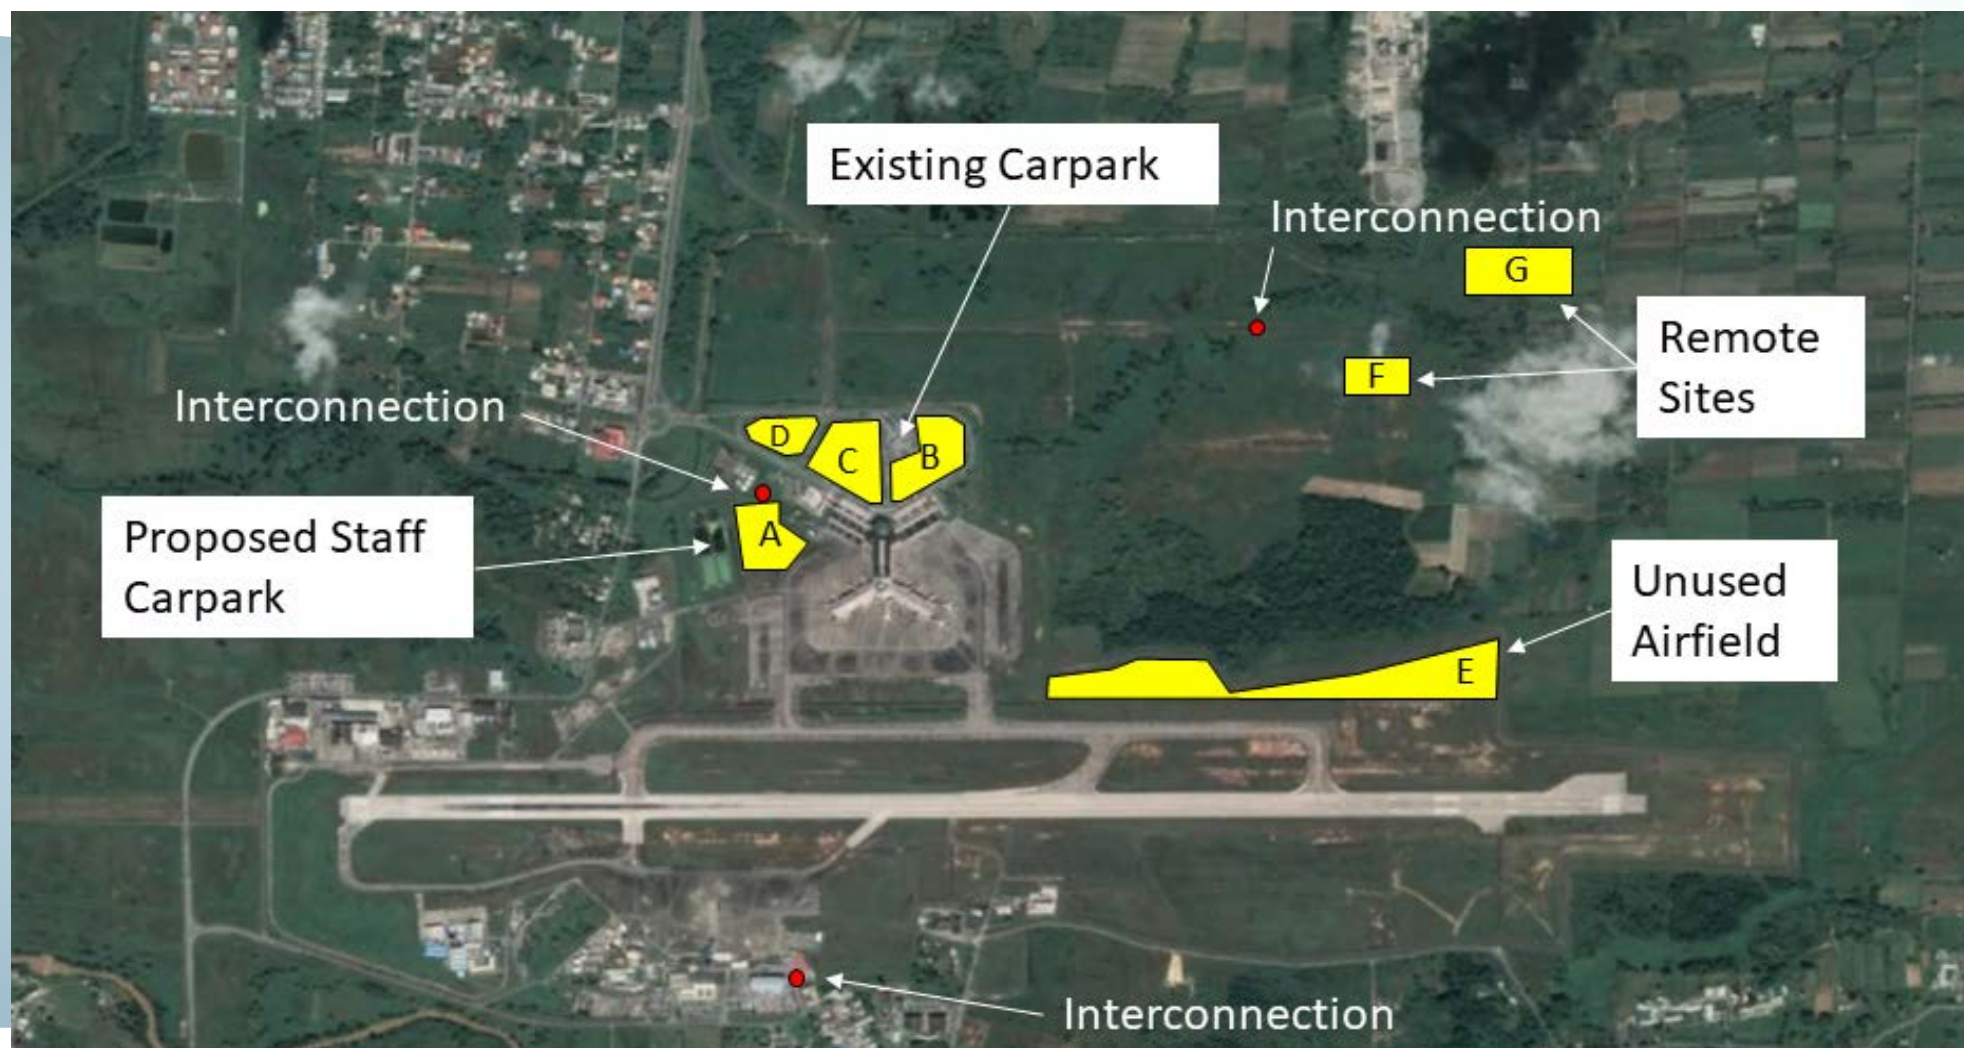 Existing Carpark
Interconnection
G
Remote
Sites
F
Interconnection
D
C
B
A
Proposed Staff
Carpark
Unused
Airfield
E
Interconnection